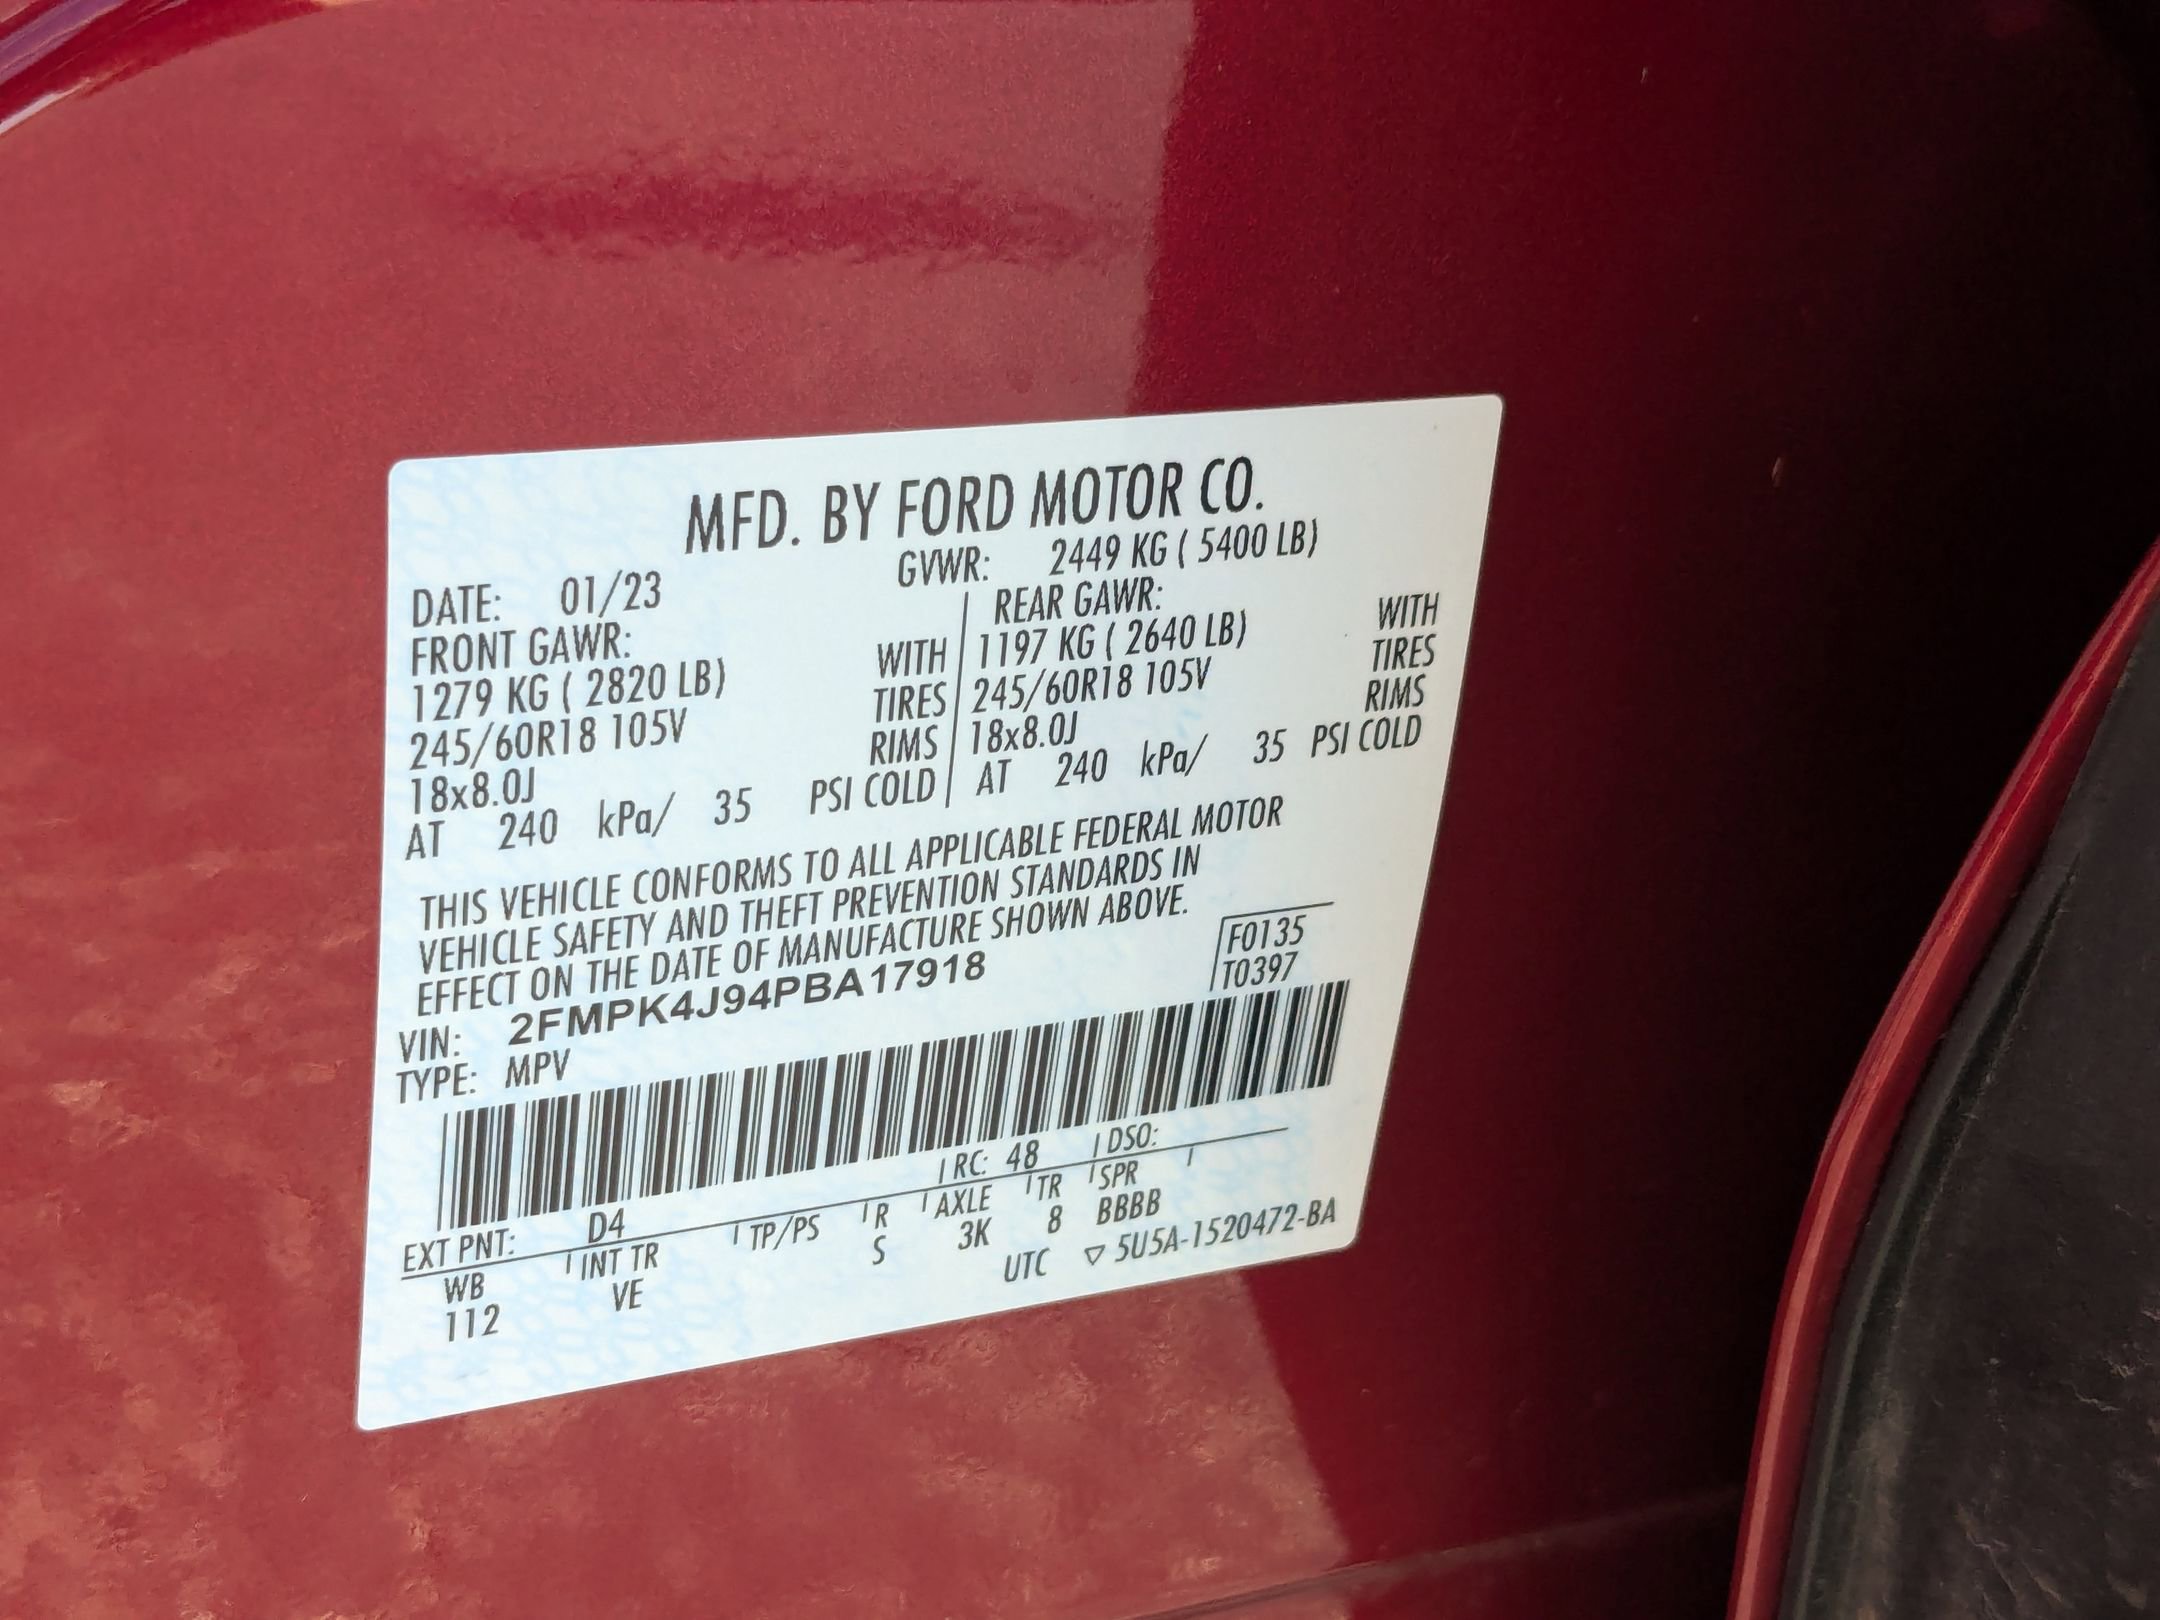 MFD. BY FORD MOTOR CO.
DATE: 01/23 GVWR: 2449 KG ( 5400 LB)
FRONT GAWR: REAR GAWR:
1279 KG ( 2820 LB) WITH 1197 KG ( 2640 LB) WITH
245/60R18 105V TIRES 245/60R18 105V TIRES
18x8.0J RIMS 18x8.0J RIMS
AT 240 kPa/ 35 PSI COLD AT 240 kPa/ 35 PSI COLD
THIS VEHICLE CONFORMS TO ALL APPLICABLE FEDERAL MOTOR
VEHICLE SAFETY AND THEFT PREVENTION STANDARDS IN
EFFECT ON THE DATE OF MANUFACTURE SHOWN ABOVE.
F0135
T0397
VIN: 2FMPK4J94PBA17918
TYPE: MPV
EXT PNT: D4 RC: 48 DSO:
WB INT TR TP/PS R AXLE TR SPR
112 VE S 3K 8 BBBB
UTC ▽ 5U5A-1520472-BA